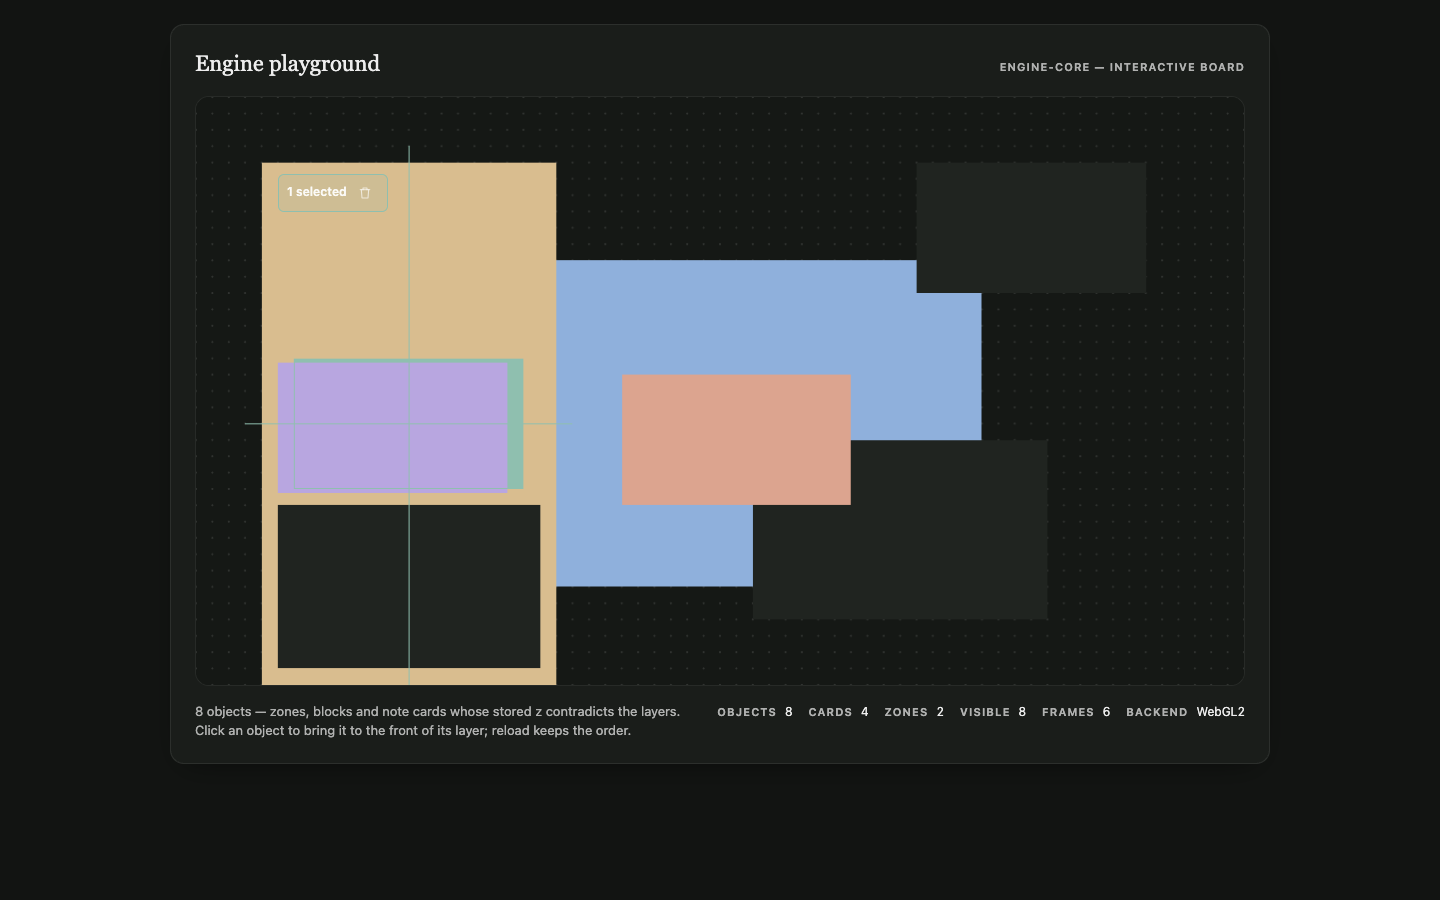 Engine playground
ENGINE-CORE — INTERACTIVE BOARD
1 selected
8 objects — zones, blocks and note cards whose stored z contradicts the layers.
Click an object to bring it to the front of its layer; reload keeps the order.
OBJECTS 8 CARDS 4 ZONES 2 VISIBLE 8 FRAMES 6 BACKEND WebGL2